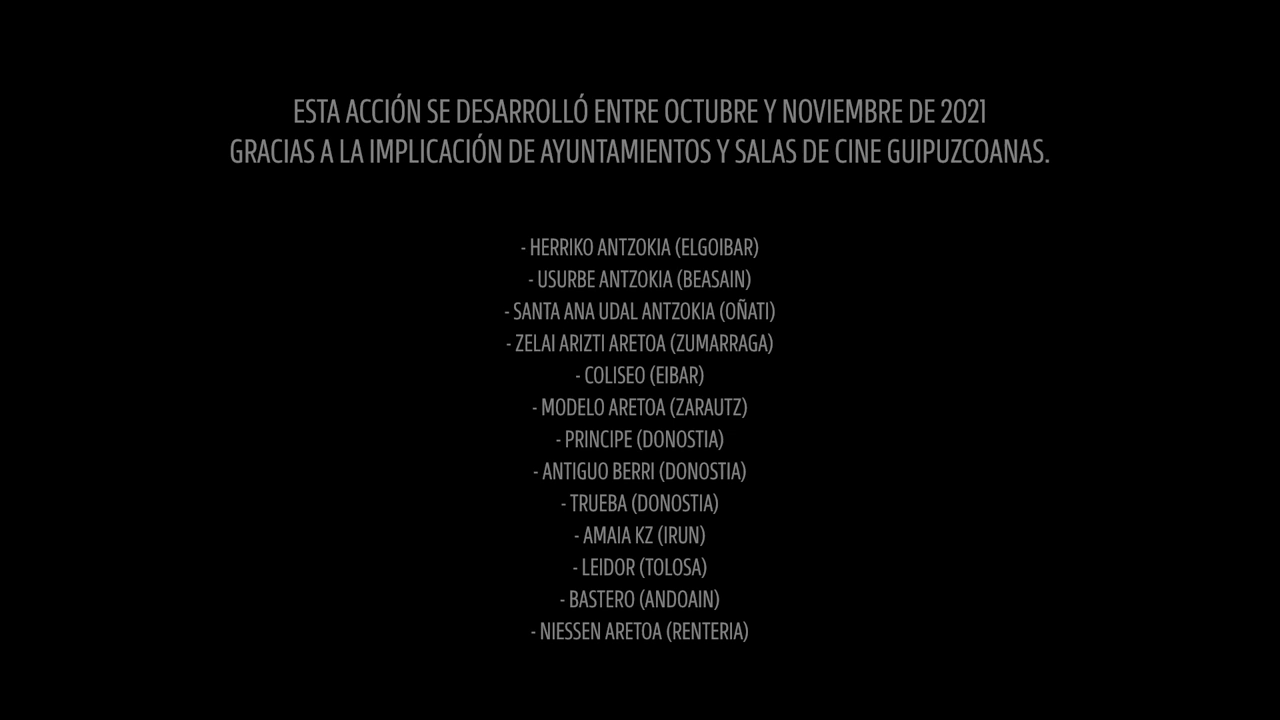 ESTA ACCIÓN SE DESARROLLÓ ENTRE OCTUBRE Y NOVIEMBRE DE 2021
GRACIAS A LA IMPLICACIÓN DE AYUNTAMIENTOS Y SALAS DE CINE GUIPUZCOANAS.
- HERRIKO ANTZOKIA (ELGOIBAR)
- USURBE ANTZOKIA (BEASAIN)
- SANTA ANA UDAL ANTZOKIA (OÑATI)
- ZELAI ARIZTI ARETOA (ZUMARRAGA)
- COLISEO (EIBAR)
- MODELO ARETOA (ZARAUTZ)
- PRINCIPE (DONOSTIA)
- ANTIGUO BERRI (DONOSTIA)
- TRUEBA (DONOSTIA)
- AMAIA KZ (IRUN)
- LEIDOR (TOLOSA)
- BASTERO (ANDOAIN)
- NIESSEN ARETOA (RENTERIA)